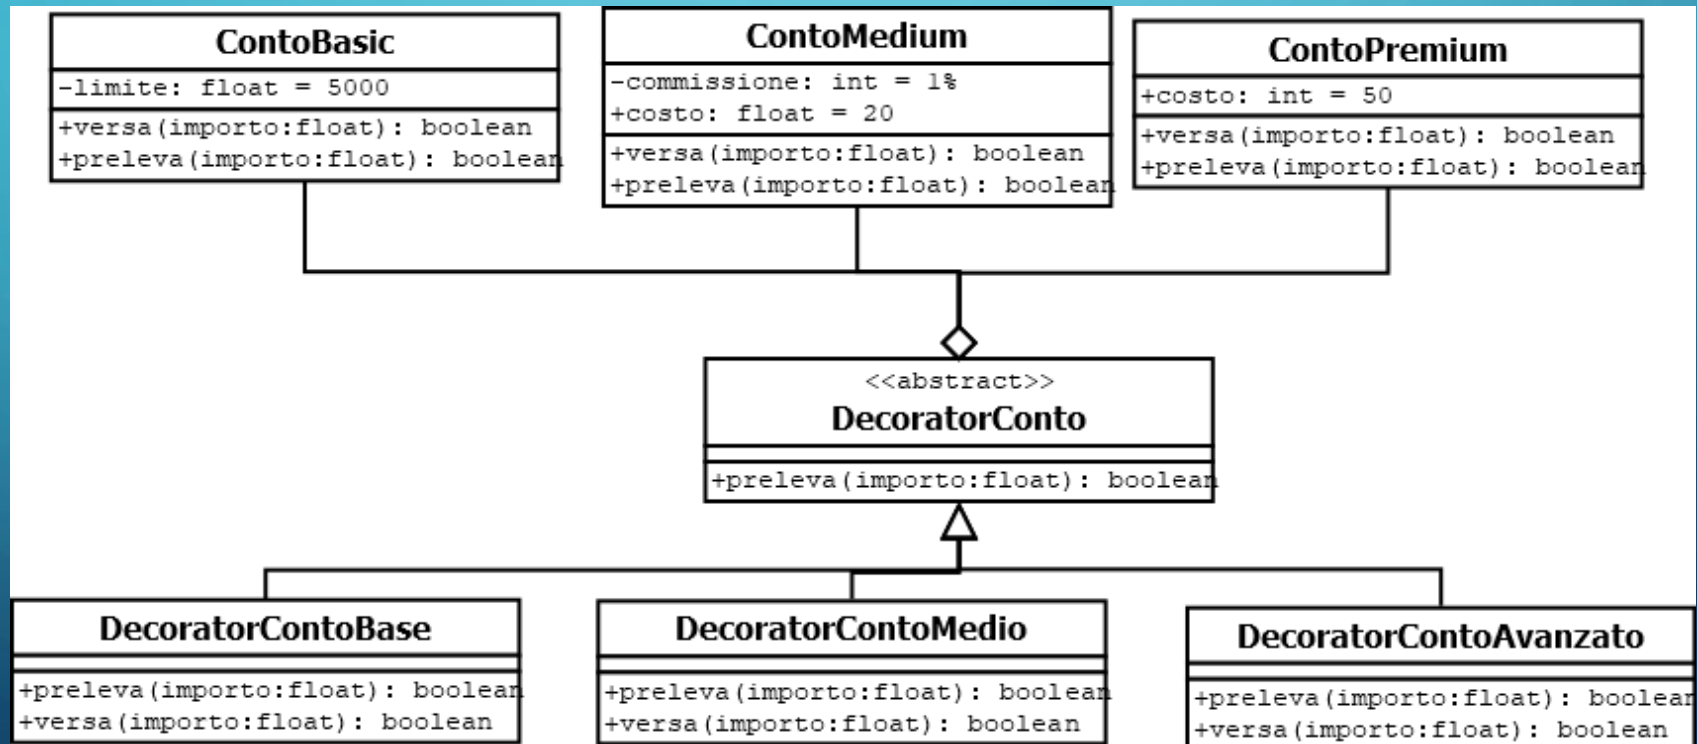 ContoBasic
-limite: float = 5000
+versa(importo:float): boolean
+preleva(importo:float): boolean
ContoMedium
-commissione: int = 1%
+costo: float = 20
+versa(importo:float): boolean
+preleva(importo:float): boolean
ContoPremium
+costo: int = 50
+versa(importo:float): boolean
+preleva(importo:float): boolean
<<abstract>>
DecoratorConto
+preleva(importo:float): boolean
DecoratorContoBase
+preleva(importo:float): boolean
+versa(importo:float): boolean
DecoratorContoMedio
+preleva(importo:float): boolean
+versa(importo:float): boolean
DecoratorContoAvanzato
+preleva(importo:float): boolean
+versa(importo:float): boolean